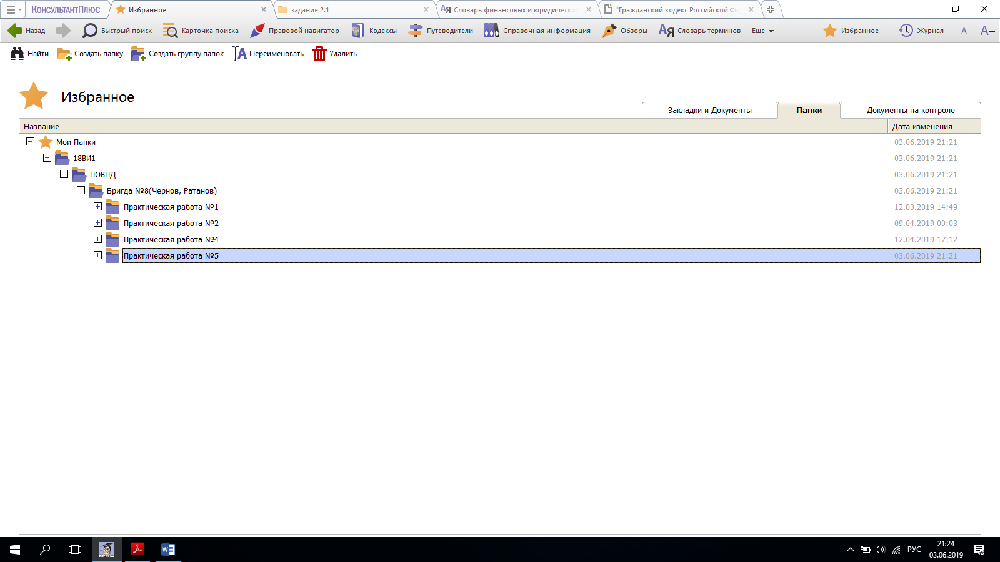 КонсультантПлюс
Избранное
задание 2.1
Словарь финансовых и юридически
"Гражданский кодекс Российской Фе
Назад
Быстрый поиск
Карточка поиска
Правовой навигатор
Кодексы
Путеводители
Справочная информация
Обзоры
Словарь терминов
Еще
Избранное
Журнал
А-
А+
Найти
Создать папку
Создать группу папок
Переименовать
Удалить
Избранное
Закладки и Документы
Папки
Документы на контроле
Название Дата изменения
Мои Папки 03.06.2019 21:21
18ВИ1 03.06.2019 21:21
ПОВПД 03.06.2019 21:21
Бригда №8(Чернов, Ратанов) 03.06.2019 21:21
Практическая работа №1 12.03.2019 14:49
Практическая работа №2 09.04.2019 00:03
Практическая работа №4 12.04.2019 17:12
Практическая работа №5 03.06.2019 21:21
РУС
21:24
03.06.2019